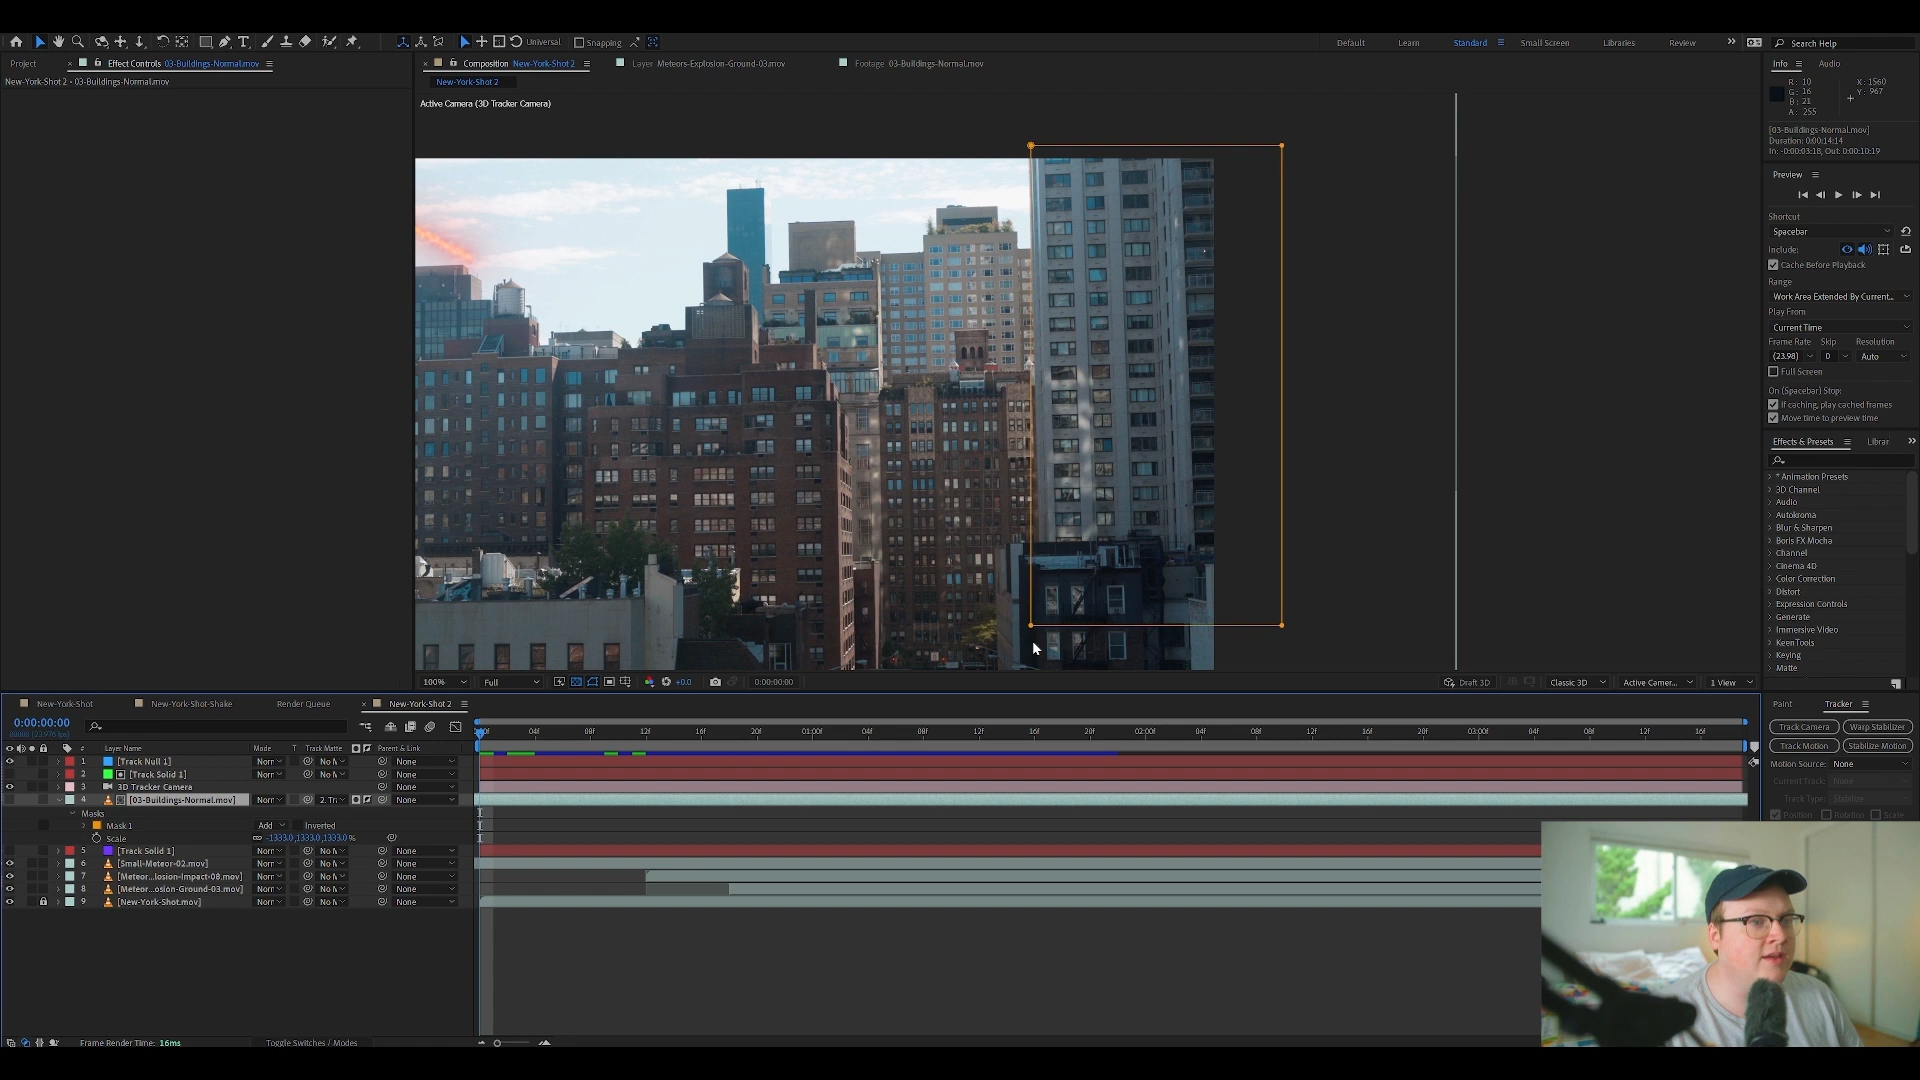 Universal
Snapping
Default
Learn
Standard
Small Screen
Libraries
Review
Search Help
Project
Effect Controls 03-Buildings-Normal.mov
Composition New-York-Shot 2
Layer Meteors-Explosion-Ground-03.mov
Footage 03-Buildings-Normal.mov
Info
Audio
New-York-Shot 2 • 03-Buildings-Normal.mov
New-York-Shot 2
Active Camera (3D Tracker Camera)
R: 10
G: 16
B: 21
A: 255
X: 1560
Y: 967
[03-Buildings-Normal.mov]
Duration: 0:00:14:14
In: -0:00:03:18, Out: 0:00:10:19
Preview
Shortcut
Spacebar
Include:
Cache Before Playback
Range
Work Area Extended By Current...
Play From
Current Time
Frame Rate Skip Resolution
(23.98) 0 Auto
Full Screen
On (Spacebar) Stop:
If caching, play cached frames
Move time to preview time
Effects & Presets
Librar
* Animation Presets
3D Channel
Audio
Autokroma
Blur & Sharpen
Boris FX Mocha
Channel
Cinema 4D
Color Correction
Distort
Expression Controls
Generate
Immersive Video
KeenTools
Keying
Matte
100%
Full
+0.0
0:00:00:00
Draft 3D
Classic 3D
Active Camer...
1 View
New-York-Shot
New-York-Shot-Shake
Render Queue
New-York-Shot 2
Paint
Tracker
0:00:00:00
00000 (23.976 fps)
04f 08f 12f 16f 20f 01:00f 04f 08f 12f 16f 20f 02:00f 04f 08f 12f 16f 20f 03:00f 04f 08f 12f 16f
Track Camera
Warp Stabilizer
Track Motion
Stabilize Motion
Motion Source: None
Current Track: None
Track Type: Stabilize
Position Rotation Scale
# Layer Name Mode T Track Matte Parent & Link
1 [Track Null 1] Norr No M None
2 [Track Solid 1] Norr No M None
3 3D Tracker Camera None
4 [03-Buildings-Normal.mov] Norr 2. Tr None
Masks
Mask 1 Add Inverted
Scale -1333.0,1333.0,1333.0 %
5 [Track Solid 1] Norr No M None
6 [Small-Meteor-02.mov] Norr No M None
7 [Meteor...losion-Impact-08.mov] Norr No M None
8 [Meteor...osion-Ground-03.mov] Norr No M None
9 [New-York-Shot.mov] Norr No M None
Frame Render Time: 16ms
Toggle Switches / Modes